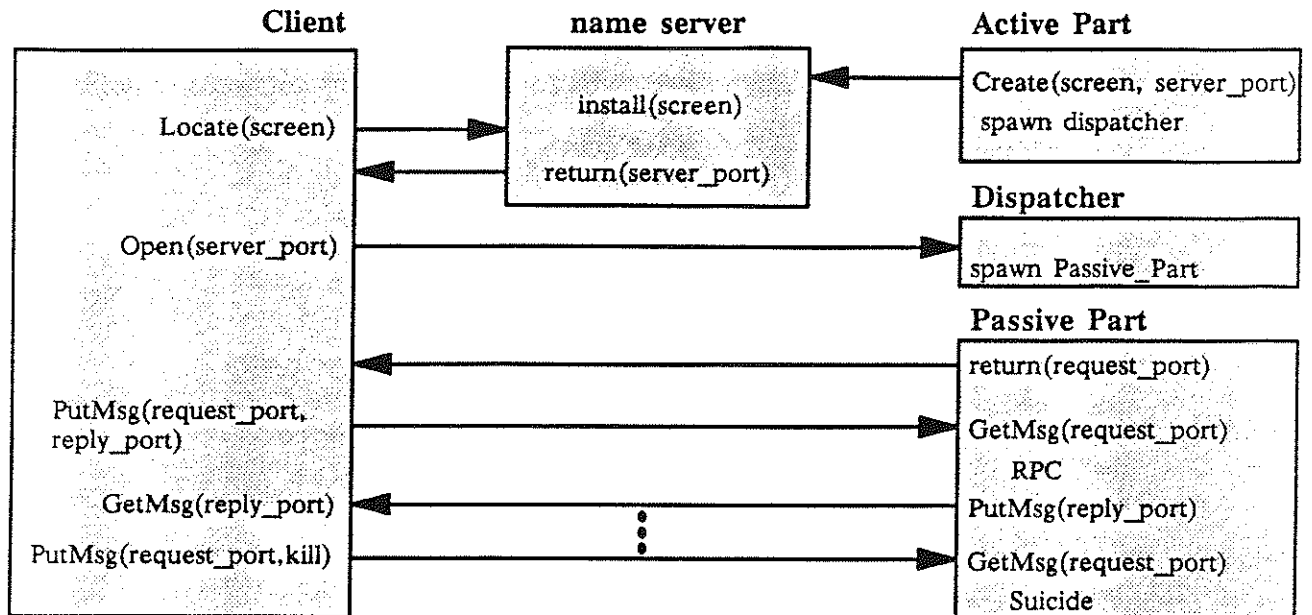 Client
name server
Active Part
Create(screen, server_port)
install(screen)
spawn dispatcher
Locate(screen)
return(server_port)
Dispatcher
Open(server_port)
spawn Passive_Part
Passive Part
return(request_port)
PutMsg(request_port,
reply_port)
GetMsg(request_port)
RPC
GetMsg(reply_port)
PutMsg(reply_port)
PutMsg(request_port,kill)
GetMsg(request_port)
Suicide